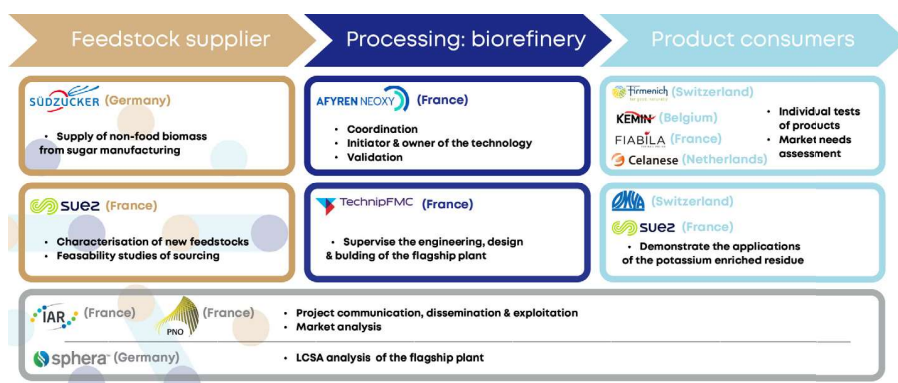 Feedstock supplier
Processing: biorefinery
Product consumers
SÜDZUCKER (Germany)
• Supply of non-food biomass
from sugar manufacturing
AFYREN NEOXY (France)
• Coordination
• Initiator & owner of the technology
• Validation
Firmenich (Switzerland)
KEMIN (Belgium)
FIABILA (France)
Celanese (Netherlands)
• Individual tests
of products
• Market needs
assessment
suez (France)
• Characterisation of new feedstocks
• Feasability studies of sourcing
TechnipFMC (France)
• Supervise the engineering, design
& bulding of the flagship plant
OMYA (Switzerland)
suez (France)
• Demonstrate the applications
of the potassium enriched residue
IAR (France)
PNO (France)
• Project communication, dissemination & exploitation
• Market analysis
sphera (Germany)
• LCSA analysis of the flagship plant